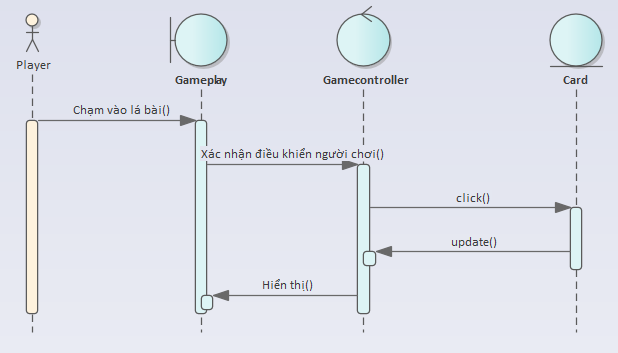 Player
Gameplay
Gamecontroller
Card
Chạm vào lá bài()
Xác nhận điều khiển người chơi()
click()
update()
Hiển thị()